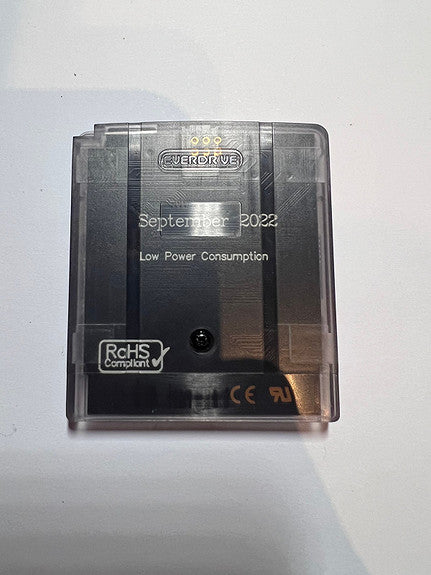 EVERDRIVE
September 2022
Low Power Consumption
RoHS
Compliant
CE